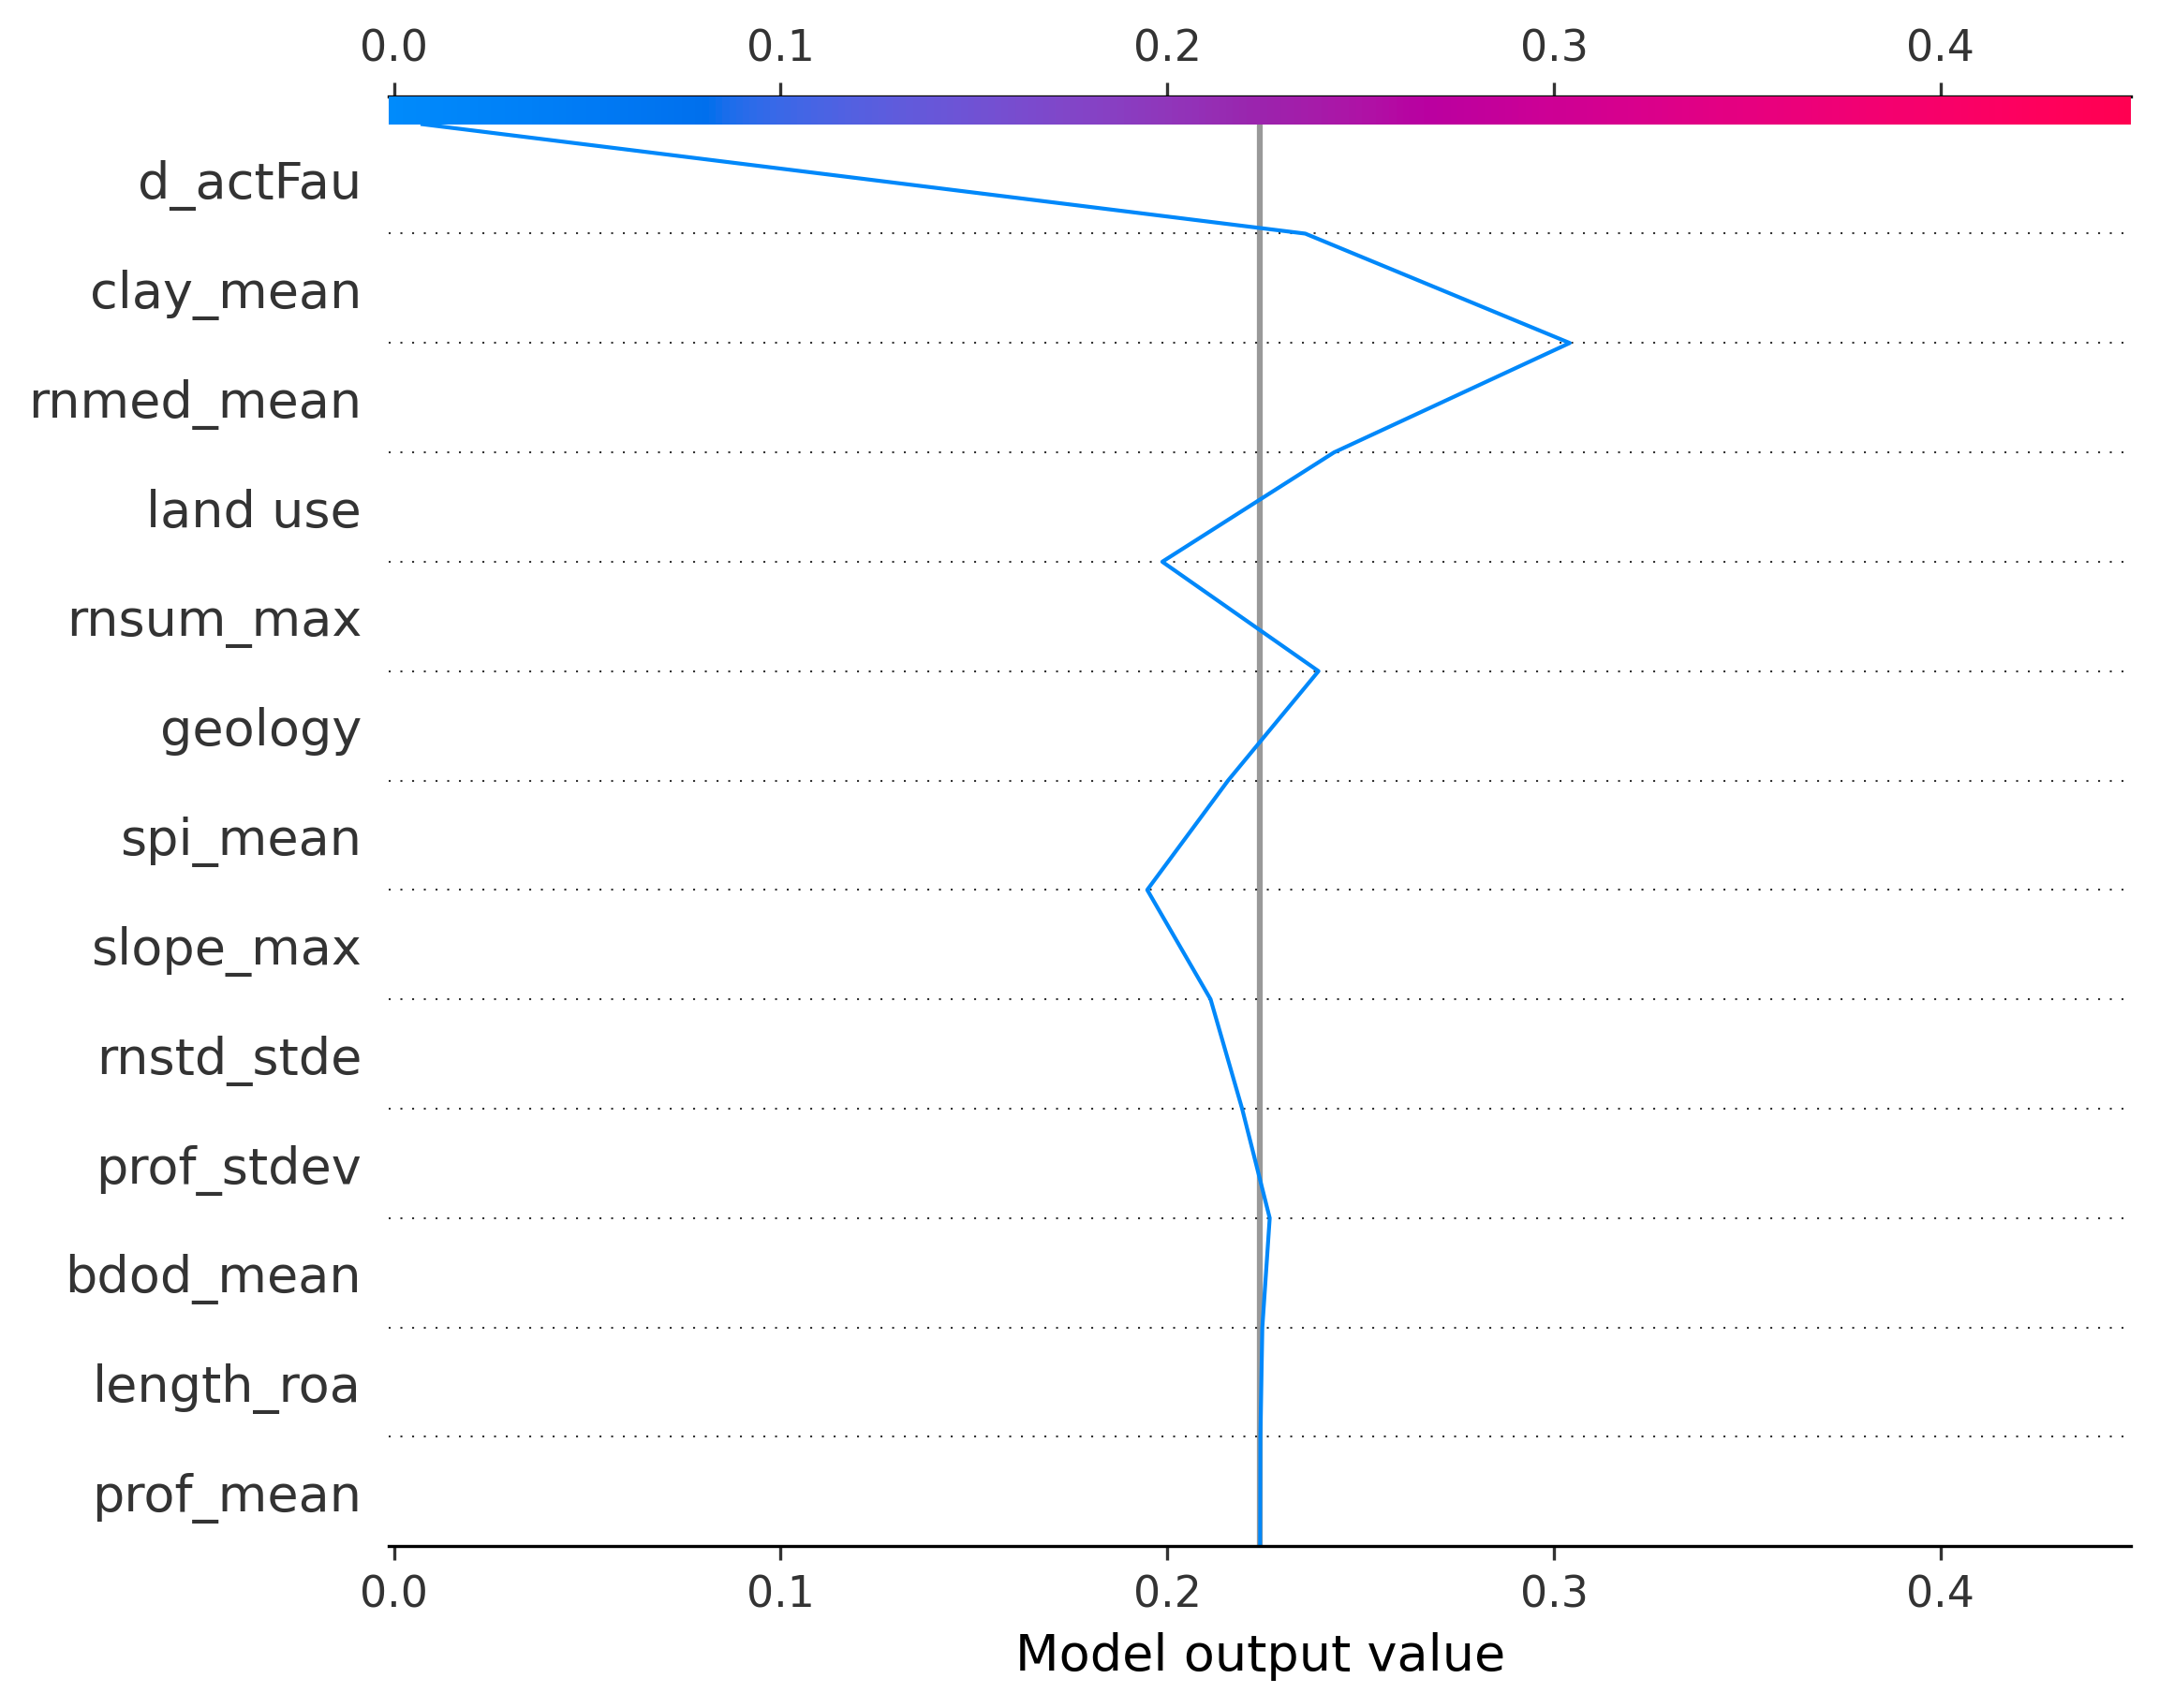 0.0 0.1 0.2 0.3 0.4
d_actFau
clay_mean
rnmed_mean
land use
rnsum_max
geology
spi_mean
slope_max
rnstd_stde
prof_stdev
bdod_mean
length_roa
prof_mean
0.0 0.1 0.2 0.3 0.4
Model output value